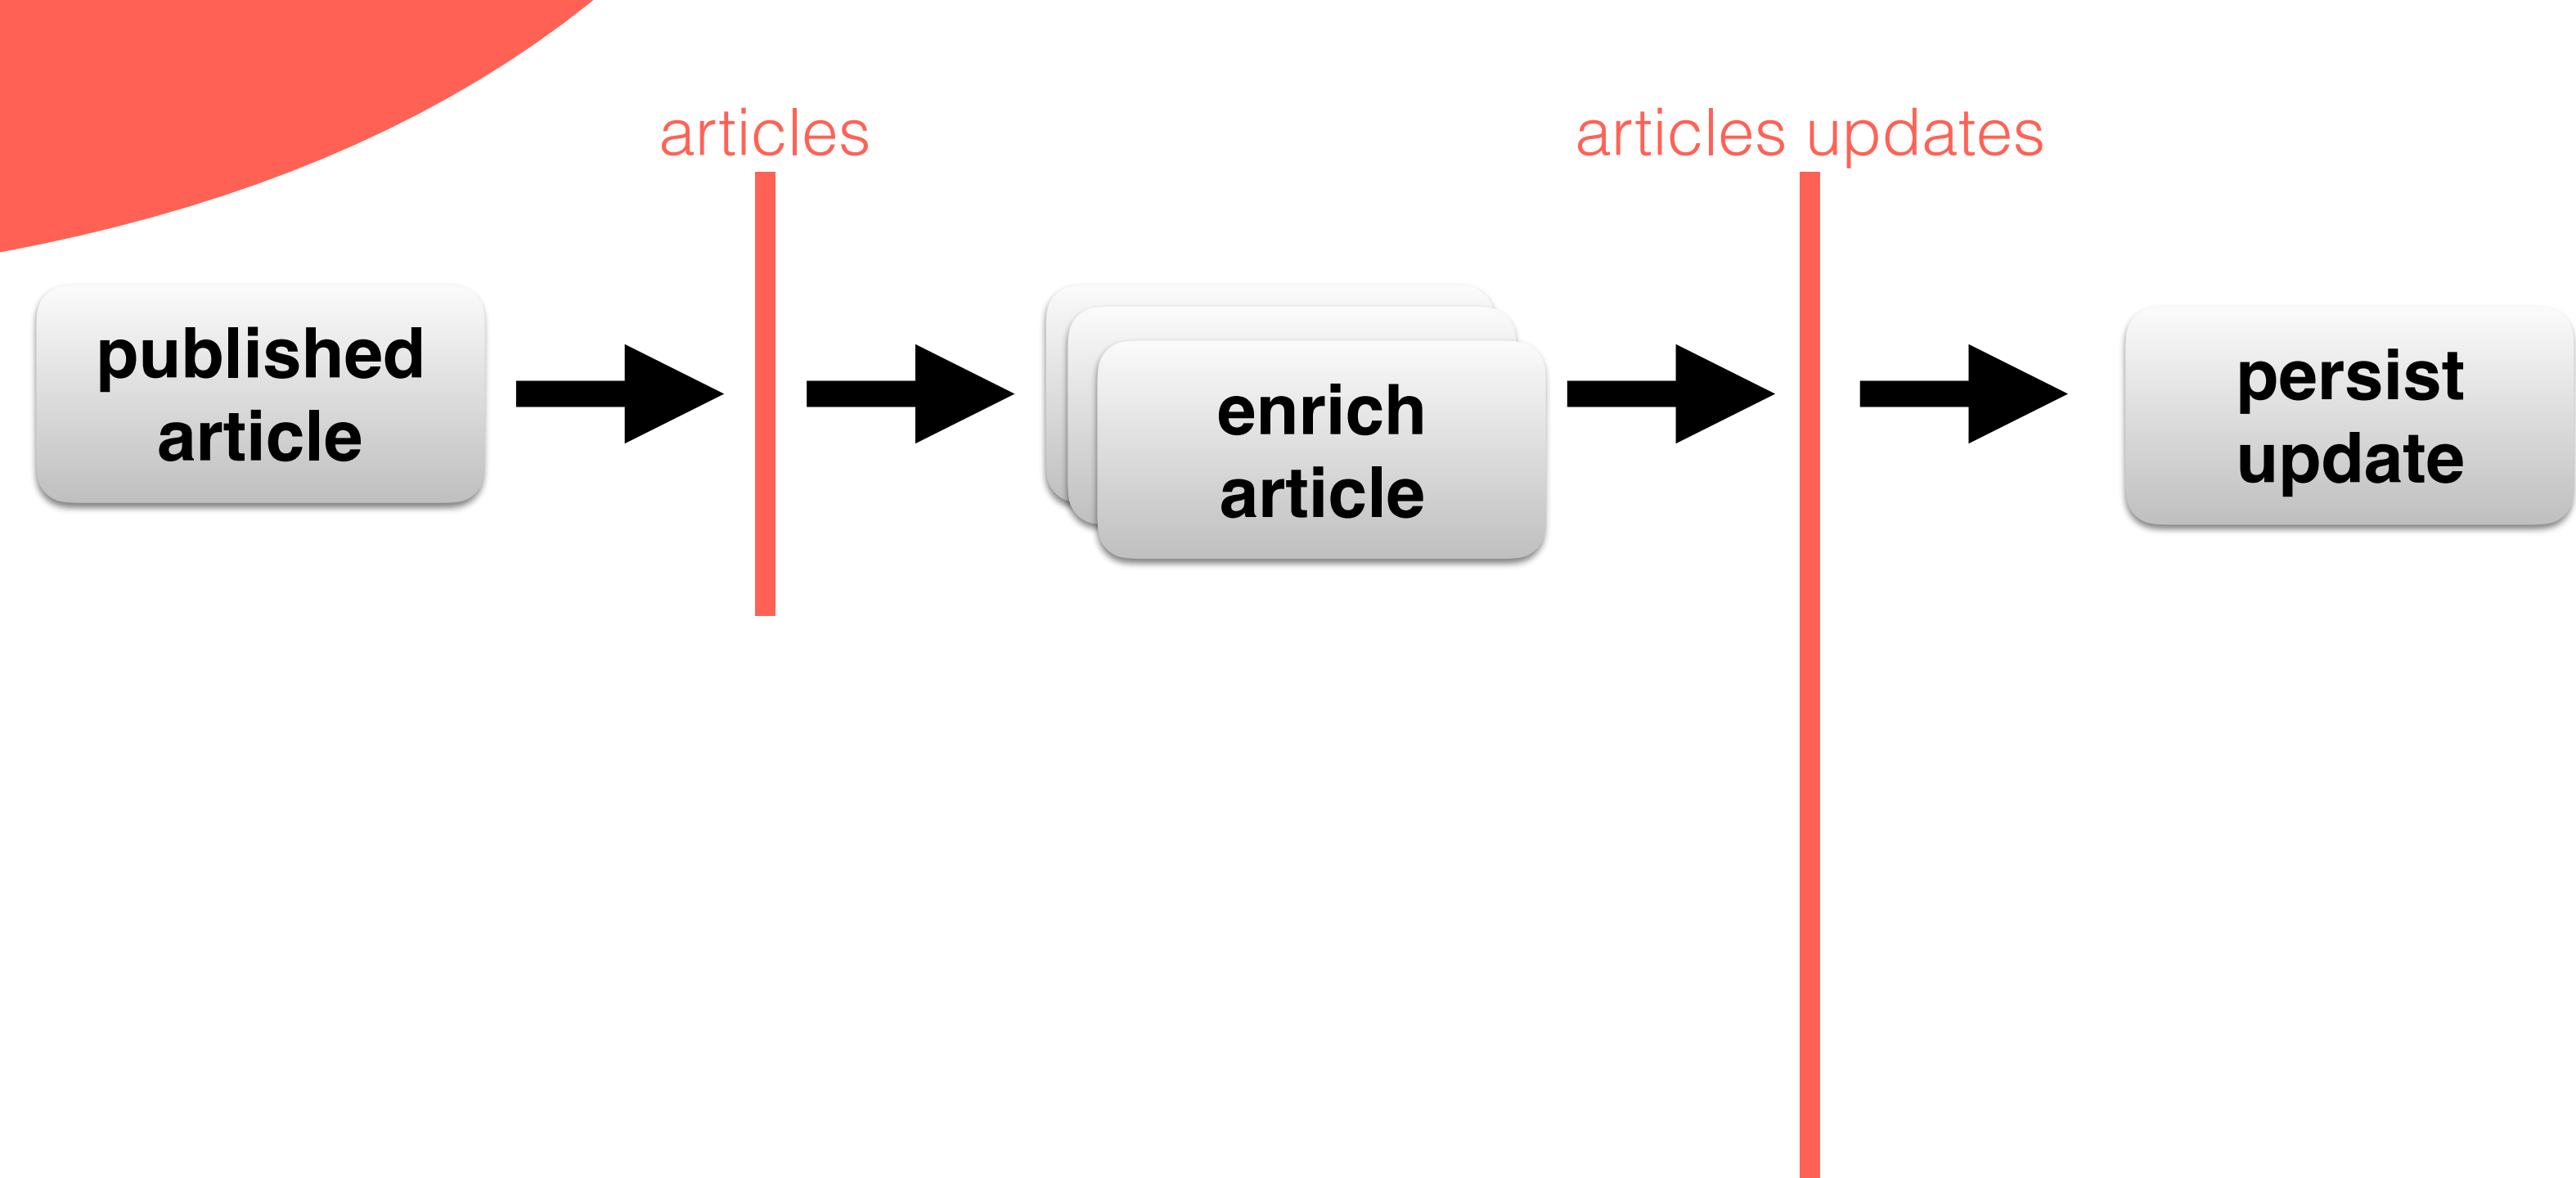 articles
articles updates
published
article
enrich
article
persist
update